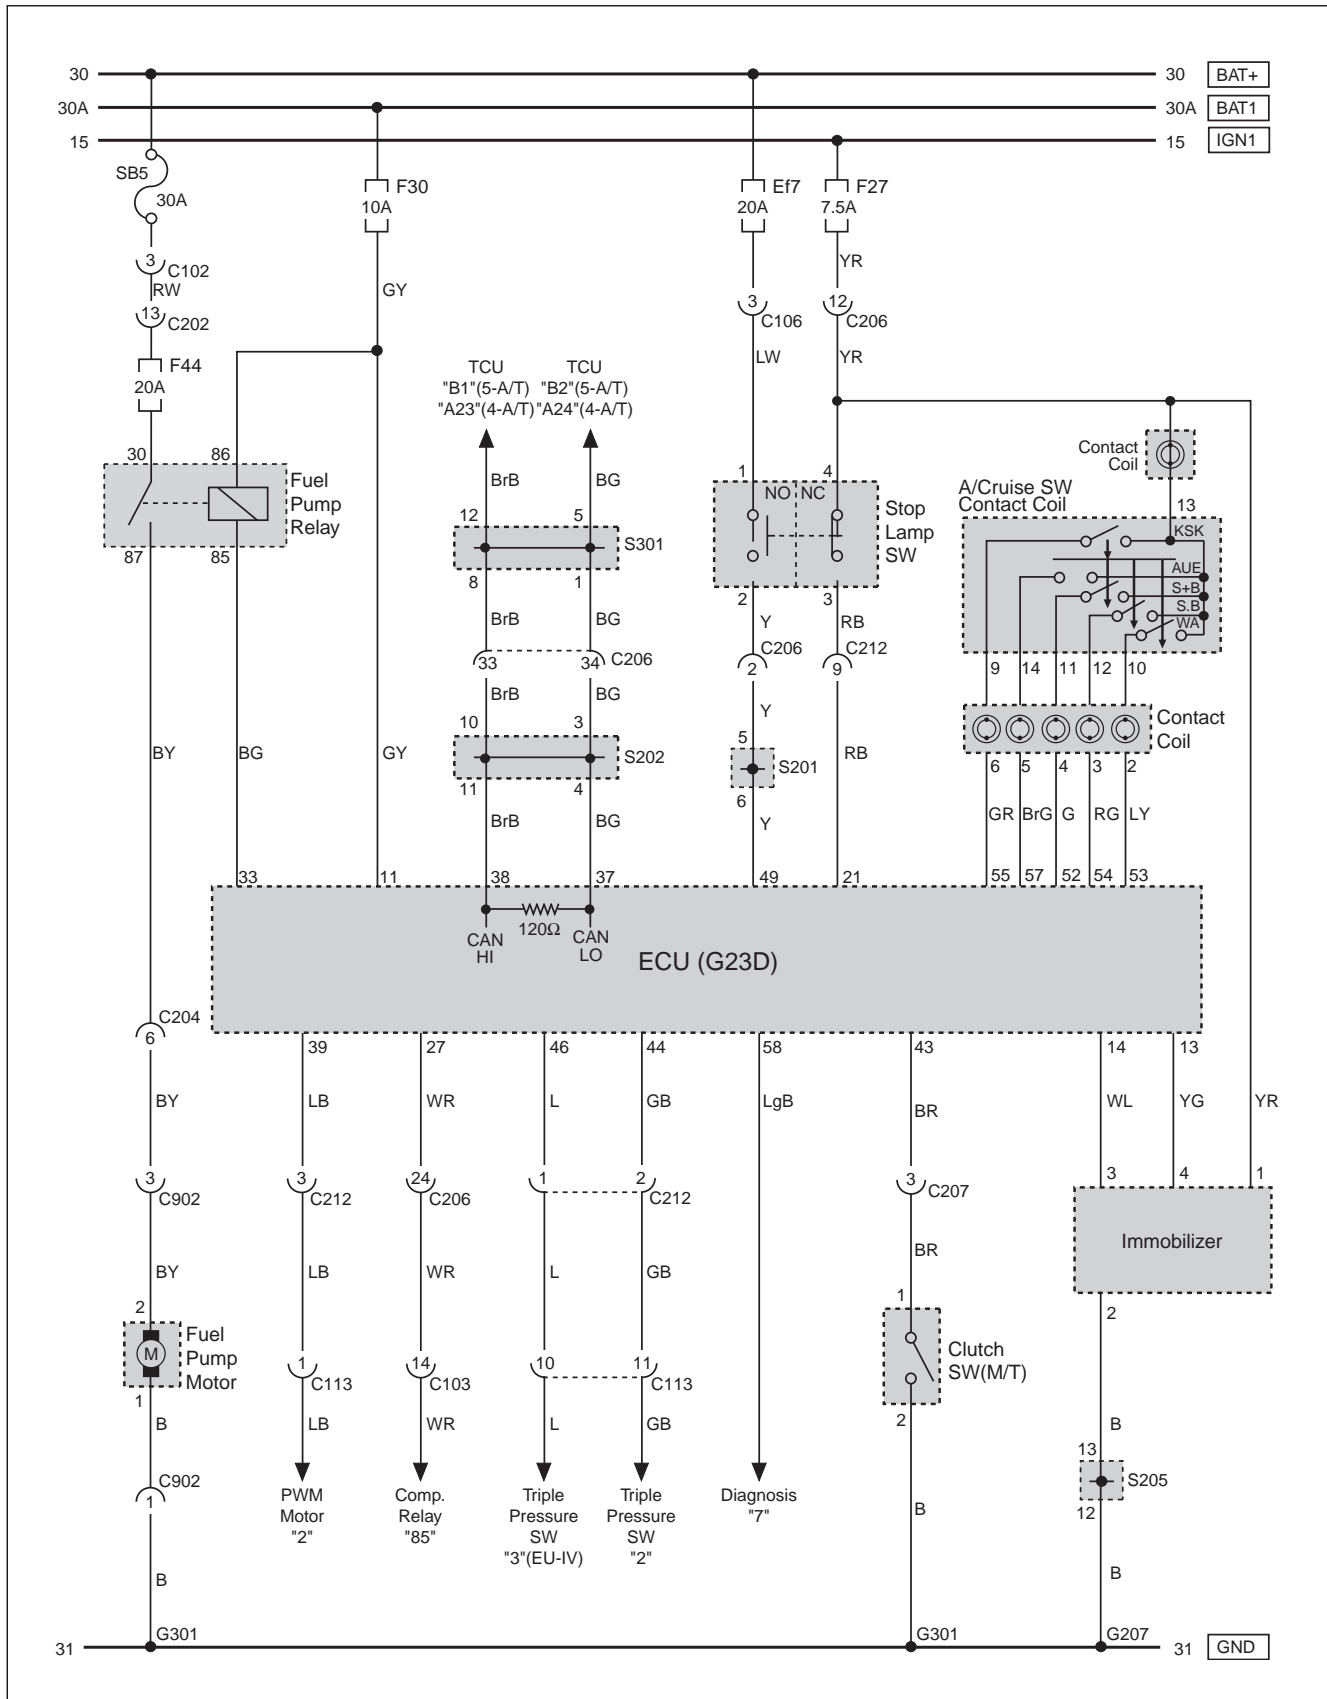 30
30
BAT+
30A
30A
BAT1
15
15
IGN1
SB5
30A
F30
10A
Ef7
20A
F27
7.5A
3
C102
RW
GY
YR
13
C202
3
C106
12
C206
LW
YR
F44
20A
TCU
"B1"(5-A/T)
"A23"(4-A/T)
TCU
"B2"(5-A/T)
"A24"(4-A/T)
30
86
Fuel
Pump
Relay
87
85
BrB
BG
12
5
S301
8
1
BrB
BG
33
34
C206
BrB
BG
10
3
S202
11
4
BrB
BG
1
4
NO
NC
Stop
Lamp
SW
2
3
Y
RB
C206
2
C212
9
Y
RB
5
S201
6
Y
Contact
Coil
A/Cruise SW
Contact Coil
13
KSK
AUE
S+B
S.B
WA
9
14
11
12
10
Contact
Coil
6
5
4
3
2
GR
BrG
G
RG
LY
BY
BG
GY
33
11
38
37
49
21
55
57
52
54
53
120Ω
CAN
HI
CAN
LO
ECU (G23D)
C204
6
39
27
46
44
58
43
14
13
BY
LB
WR
L
GB
LgB
BR
WL
YG
YR
3
C902
3
C212
24
C206
1
2
C212
3
C207
3
4
1
Immobilizer
BY
LB
WR
L
GB
BR
2
Fuel
Pump
Motor
M
1
1
C113
14
C103
10
11
C113
1
Clutch
SW(M/T)
2
2
B
LB
WR
L
GB
B
C902
1
PWM
Motor
"2"
Comp.
Relay
"85"
Triple
Pressure
SW
"3"(EU-IV)
Triple
Pressure
SW
"2"
Diagnosis
"7"
B
13
S205
12
B
B
31
G301
G301
G207
31
GND